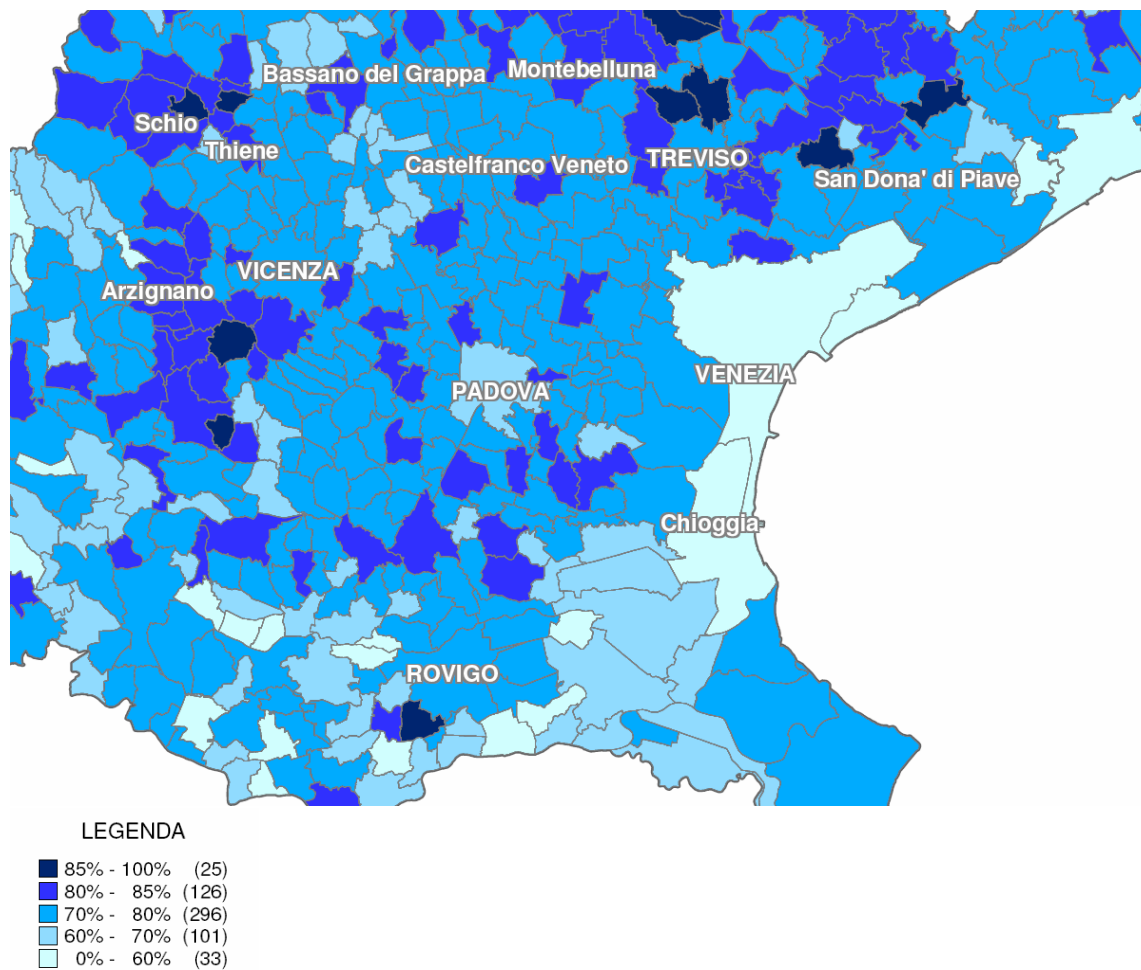 Bassano del Grappa
Montebelluna
Schio
Thiene
Castelfranco Veneto
TREVISO
San Dona' di Piave
VICENZA
Arzignano
VENEZIA
PADOVA
Chioggia
ROVIGO
LEGENDA
85% - 100% (25)
80% - 85% (126)
70% - 80% (296)
60% - 70% (101)
0% - 60% (33)